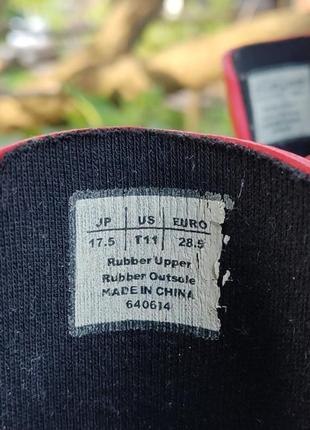 JP US EURO
17.5 T11 28.5
Rubber Upper
Rubber Outsole
MADE IN CHINA
640614